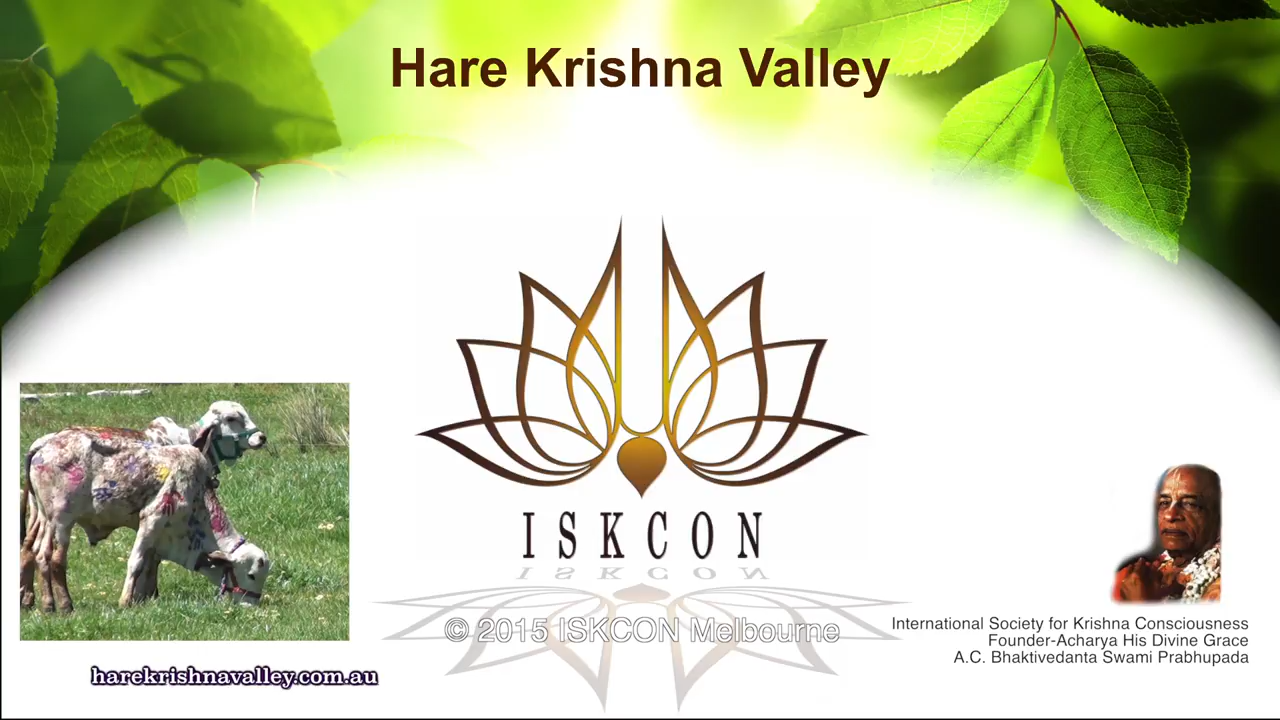 Hare Krishna Valley
ISKCON
© 2015 ISKCON Melbourne
International Society for Krishna Consciousness
Founder-Acharya His Divine Grace
A.C. Bhaktivedanta Swami Prabhupada
harekrishnavalley.com.au